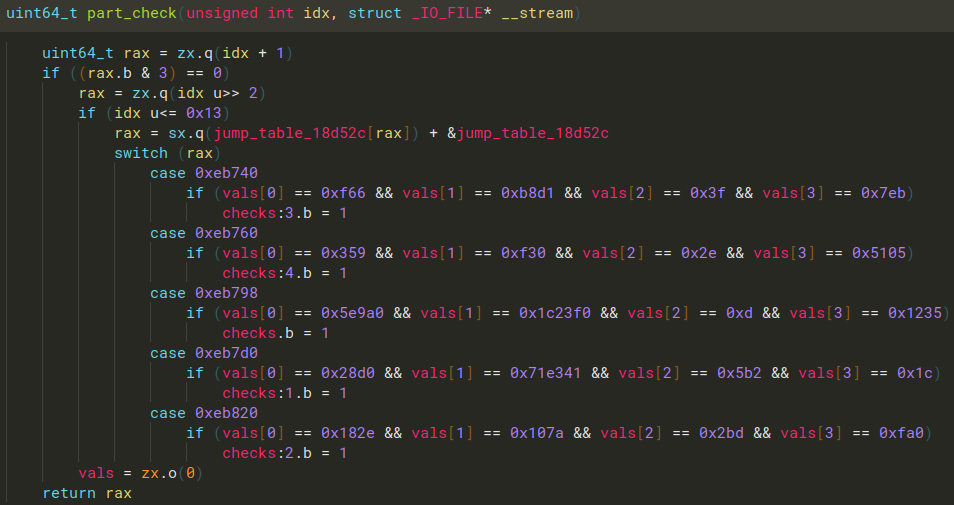 uint64_t part_check(unsigned int idx, struct _IO_FILE* __stream)
uint64_t rax = zx.q(idx + 1)
if ((rax.b & 3) == 0)
rax = zx.q(idx u>> 2)
if (idx u<= 0x13)
rax = sx.q(jump_table_18d52c[rax]) + &jump_table_18d52c
switch (rax)
case 0xeb740
if (vals[0] == 0xf66 && vals[1] == 0xb8d1 && vals[2] == 0x3f && vals[3] == 0x7eb)
checks:3.b = 1
case 0xeb760
if (vals[0] == 0x359 && vals[1] == 0xf30 && vals[2] == 0x2e && vals[3] == 0x5105)
checks:4.b = 1
case 0xeb798
if (vals[0] == 0x5e9a0 && vals[1] == 0x1c23f0 && vals[2] == 0xd && vals[3] == 0x1235)
checks.b = 1
case 0xeb7d0
if (vals[0] == 0x28d0 && vals[1] == 0x71e341 && vals[2] == 0x5b2 && vals[3] == 0x1c)
checks:1.b = 1
case 0xeb820
if (vals[0] == 0x182e && vals[1] == 0x107a && vals[2] == 0x2bd && vals[3] == 0xfa0)
checks:2.b = 1
vals = zx.o(0)
return rax